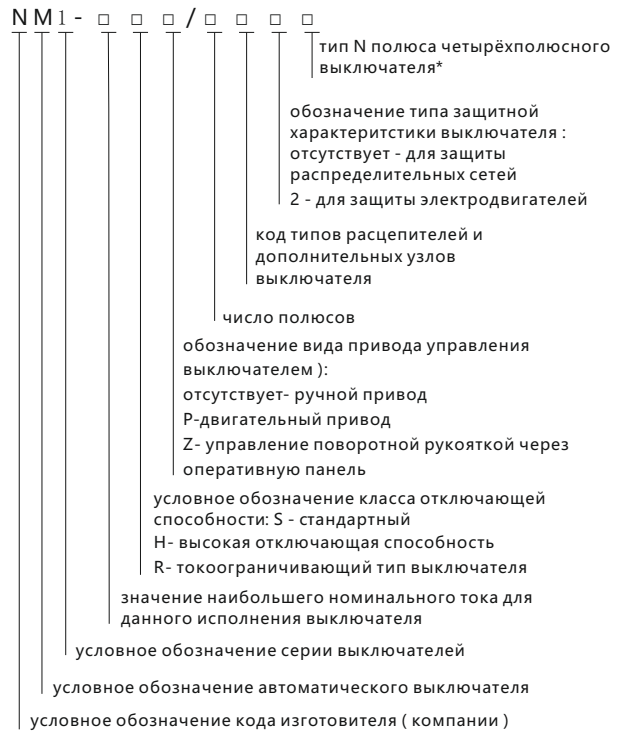 NM1-□□□/□□□□
тип N полюса четырёхполюсного
выключателя*
обозначение типа защитной
характеритстики выключателя :
отсутствует - для защиты
распределительных сетей
2 - для защиты электродвигателей
код типов расцепителей и
дополнительных узлов
выключателя
число полюсов
обозначение вида привода управления
выключателем ):
отсутствует- ручной привод
P-двигательный привод
Z- управление поворотной рукояткой через
оперативную панель
условное обозначение класса отключающей
способности: S - стандартный
H- высокая отключающая способность
R- токоограничивающий тип выключателя
значение наибольшего номинального тока для
данного исполнения выключателя
условное обозначение серии выключателей
условное обозначение автоматического выключателя
условное обозначение кода изготовителя ( компании )